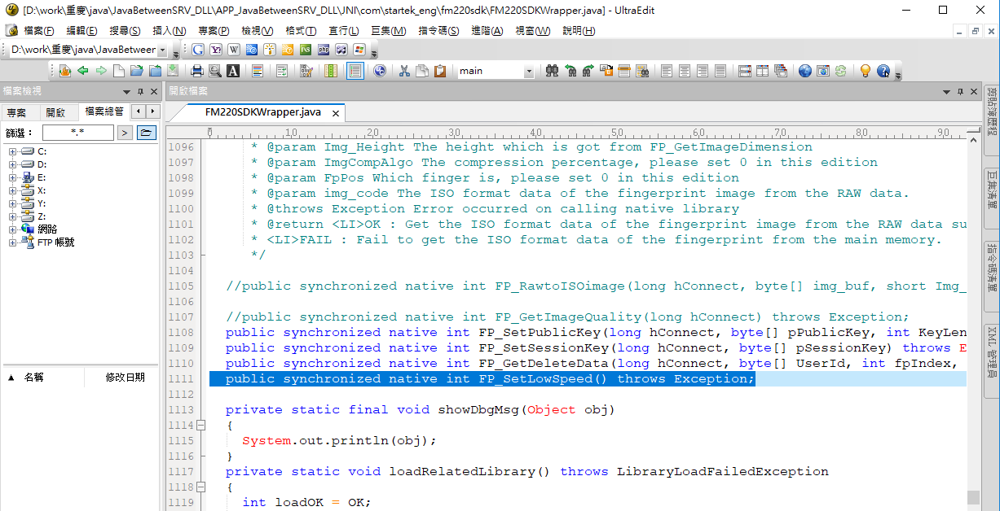 [D:\work\重慶\java\JavaBetweenSRV_DLL\APP_JavaBetweenSRV_DLL\JNI\com\startek_eng\fm220sdk\FM220SDKWrapper.java] - UltraEdit
檔案(F) 編輯(E) 搜尋(S) 插入(N) 專案(P) 檢視(V) 格式(T) 直行(L) 巨集(M) 指令碼(S) 進階(A) 視窗(W) 說明(H)
D:\work\重慶\java\JavaBetweer
main
檔案檢視
開啟檔案
專案 開啟 檔案總管
FM220SDKWrapper.java
篩選： *.* >
0 10 20 30 40 50 60 70 80 90
C:
D:
E:
X:
Y:
Z:
網路
FTP 帳號
名稱 修改日期
1096 * @param Img_Height The height which is got from FP_GetImageDimension
1097 * @param ImgCompAlgo The compression percentage, please set 0 in this edition
1098 * @param FpPos Which finger is, please set 0 in this edition
1099 * @param img_code The ISO format data of the fingerprint image from the RAW data.
1100 * @throws Exception Error occurred on calling native library
1101 * @return <LI>OK : Get the ISO format data of the fingerprint image from the RAW data su
1102 * <LI>FAIL : Fail to get the ISO format data of the fingerprint from the main memory.
1103 */
1104
1105 //public synchronized native int FP_RawtoISOimage(long hConnect, byte[] img_buf, short Img_
1106
1107 //public synchronized native int FP_GetImageQuality(long hConnect) throws Exception;
1108 public synchronized native int FP_SetPublicKey(long hConnect, byte[] pPublicKey, int KeyLen
1109 public synchronized native int FP_SetSessionKey(long hConnect, byte[] pSessionKey) throws E
1110 public synchronized native int FP_GetDeleteData(long hConnect, byte[] UserId, int fpIndex,
1111 public synchronized native int FP_SetLowSpeed() throws Exception;
1112
1113 private static final void showDbgMsg(Object obj)
1114 {
1115 System.out.println(obj);
1116 }
1117 private static void loadRelatedLibrary() throws LibraryLoadFailedException
1118 {
1119 int loadOK = OK;
剪貼簿歷程
巨集清單
指令碼清單
XML 管理員